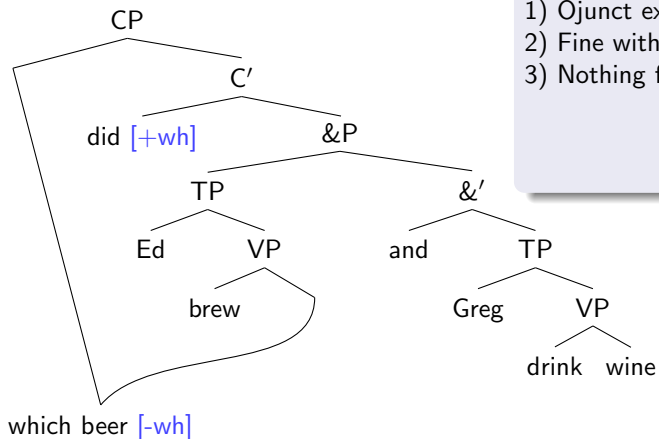 1) Ojunct
2) Fine with
3) Nothing
CP
C′
did [+wh]
&P
TP
&′
Ed
VP
and
TP
brew
Greg
VP
drink wine
which beer [-wh]